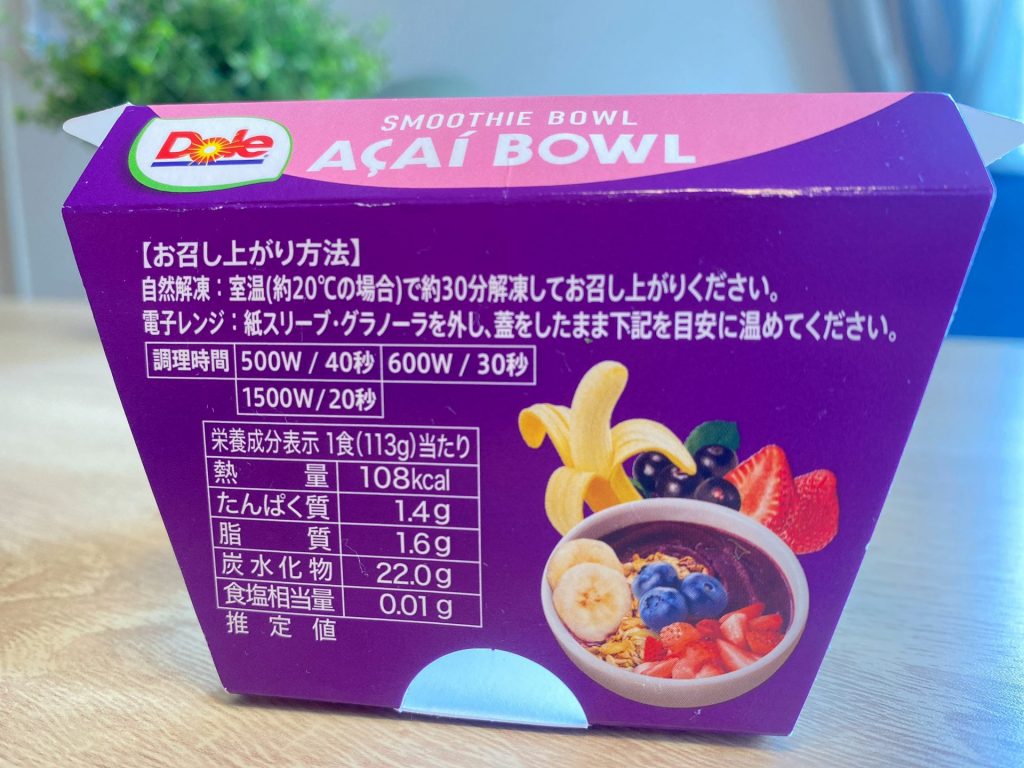 Dole
SMOOTHIE BOWL
AÇAÍ BOWL
【お召し上がり方法】
自然解凍：室温(約20℃の場合)で約30分解凍してお召し上がりください。
電子レンジ：紙スリーブ・グラノーラを外し、蓋をしたまま下記を目安に温めてください。
調理時間 500W / 40秒 600W / 30秒
1500W / 20秒
栄養成分表示 1食(113g)当たり
熱量 108kcal
たんぱく質 1.4g
脂質 1.6g
炭水化物 22.0g
食塩相当量 0.01g
推定値